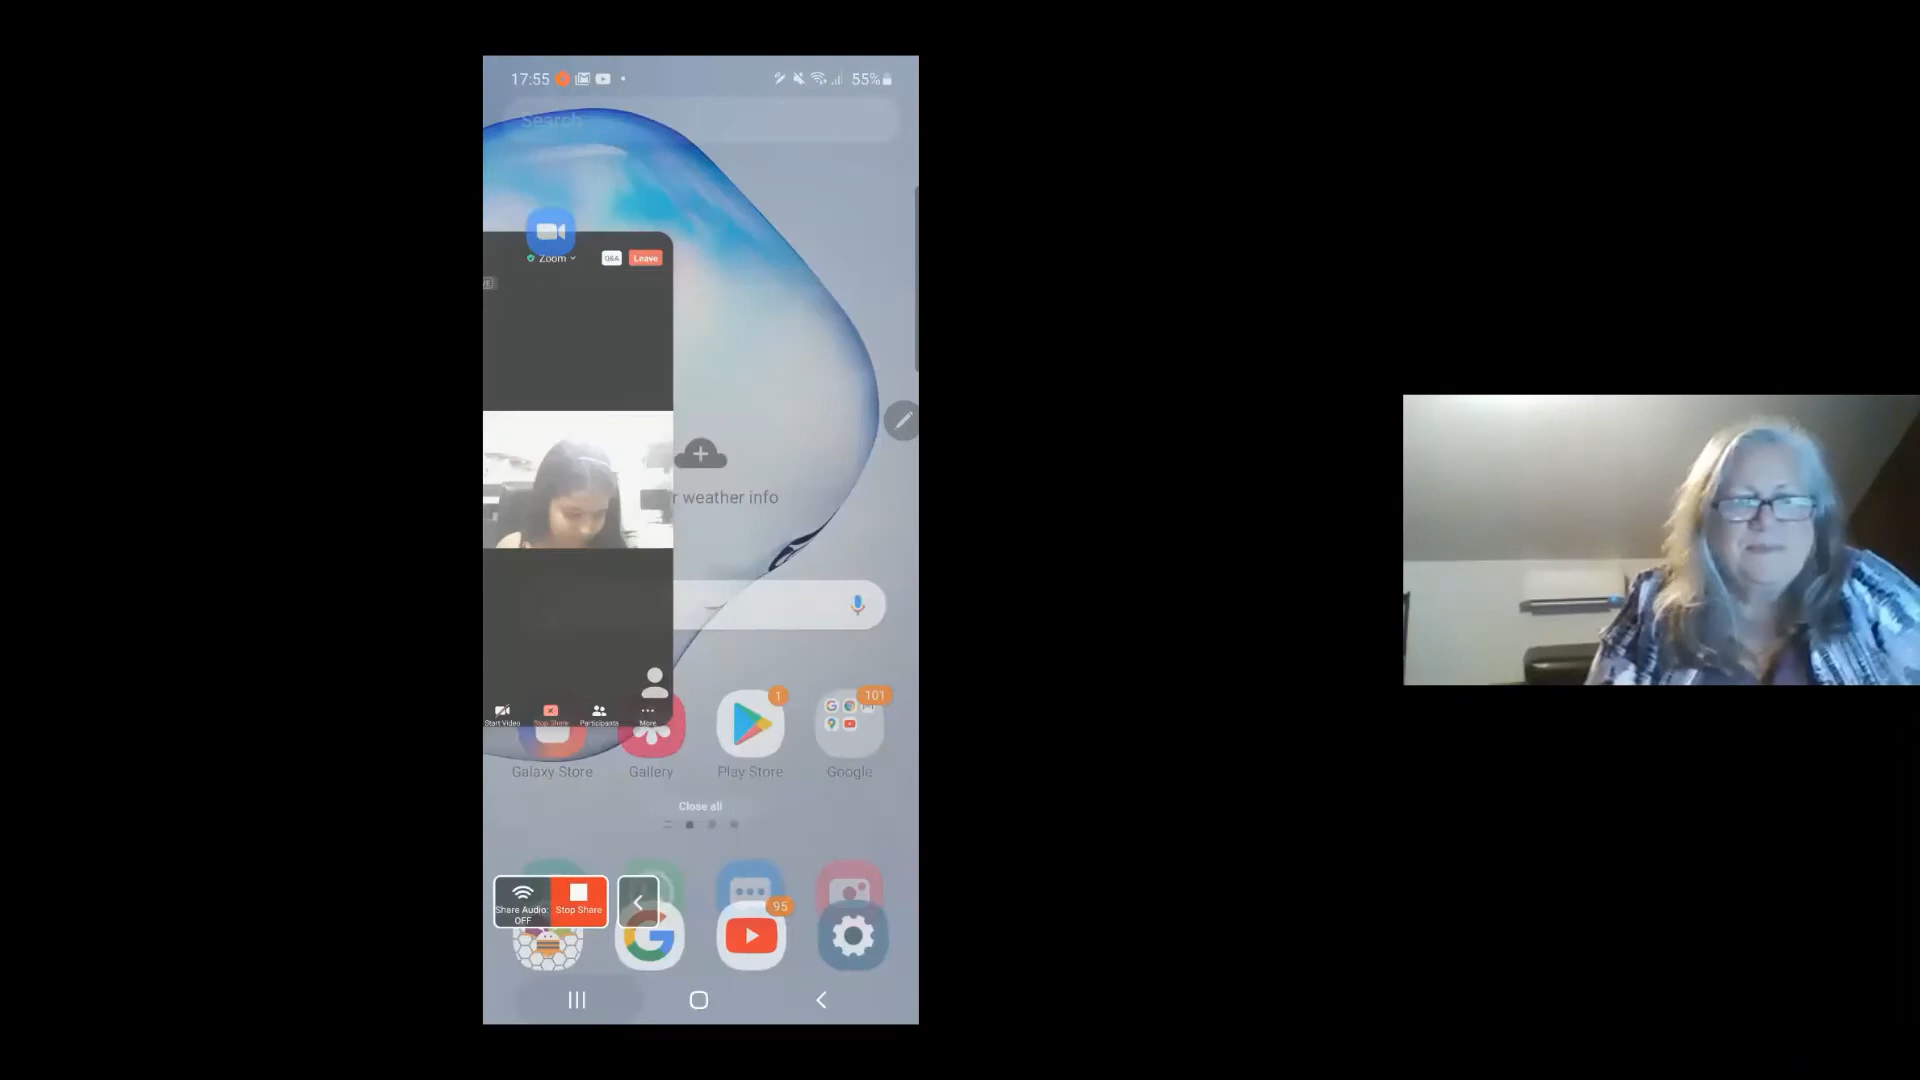 17:55
55%
Search
Zoom
Q&A
Leave
r weather info
Start Video
Stop Share
Participants
More
Galaxy Store
Gallery
1
Play Store
101
Google
Close all
Share Audio:
OFF
Stop Share
95